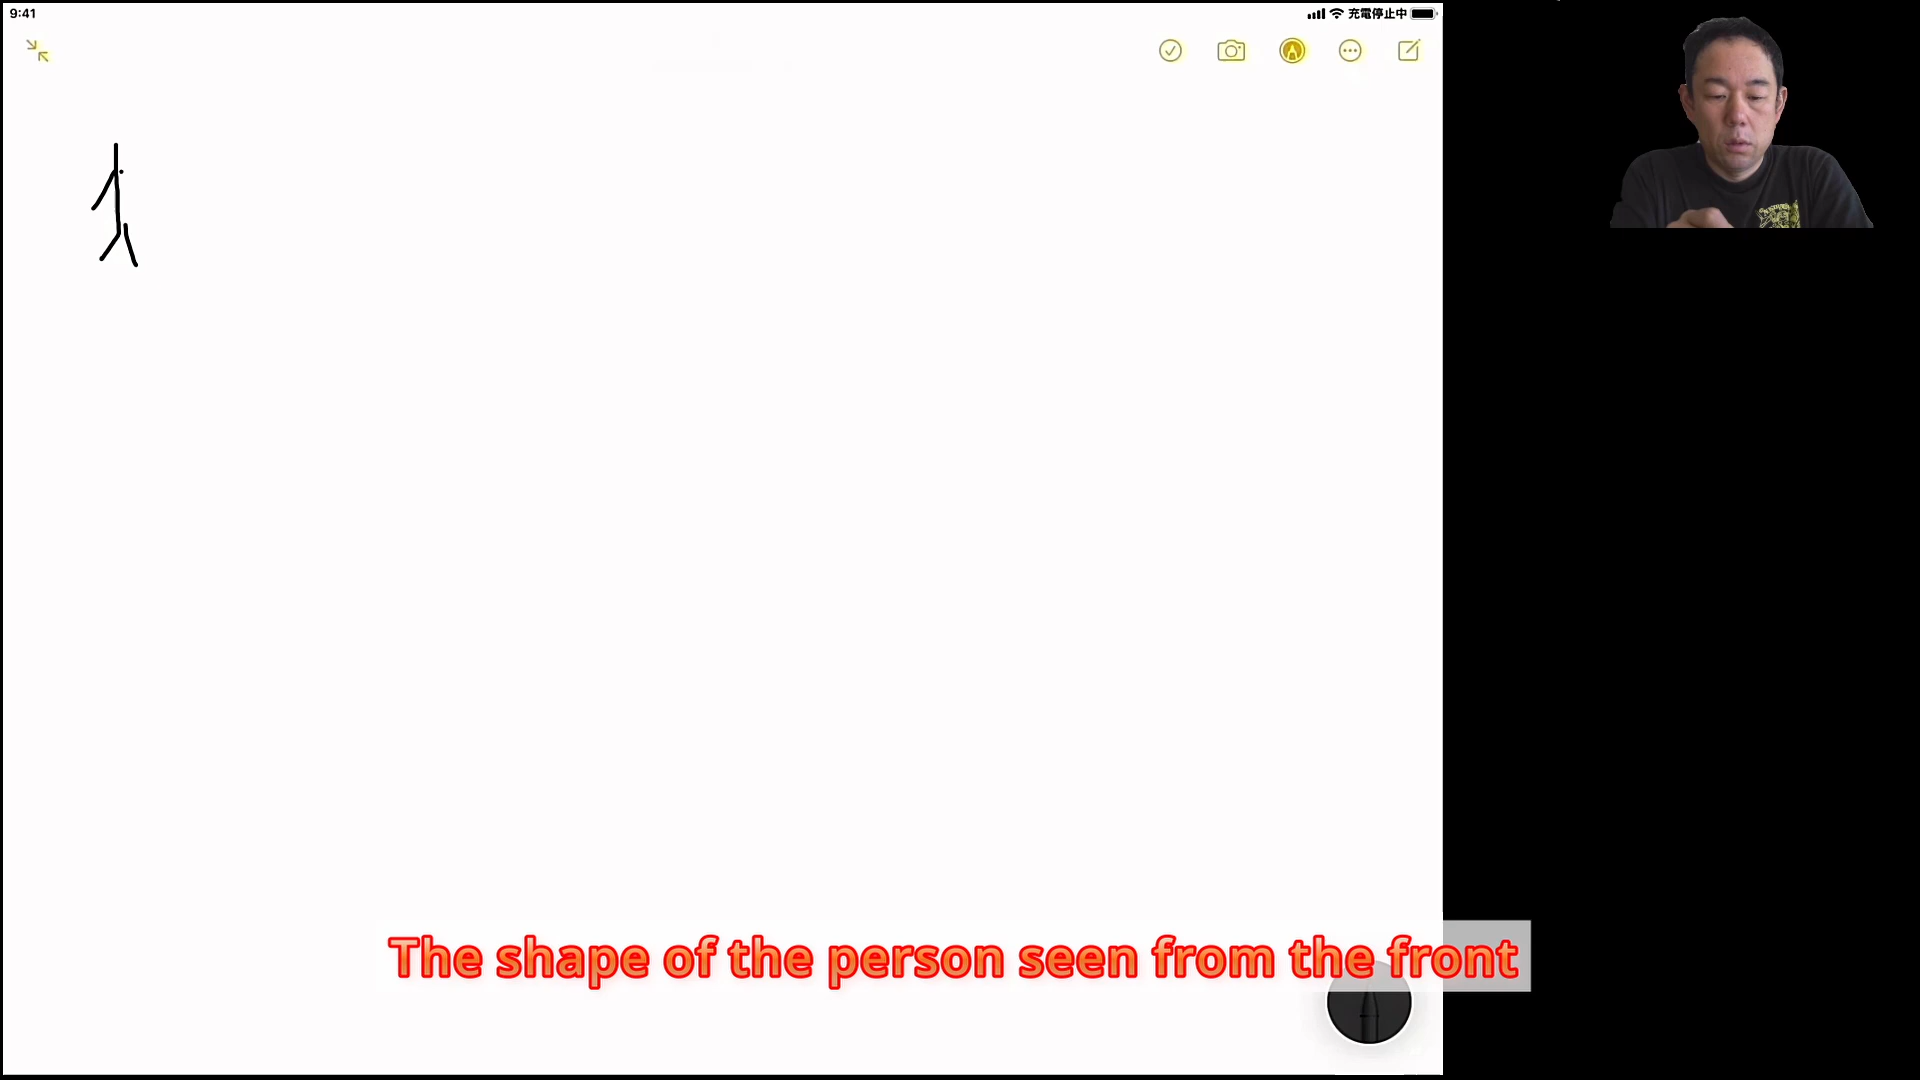 9:41
充電停止中
The shape of the person seen from the front